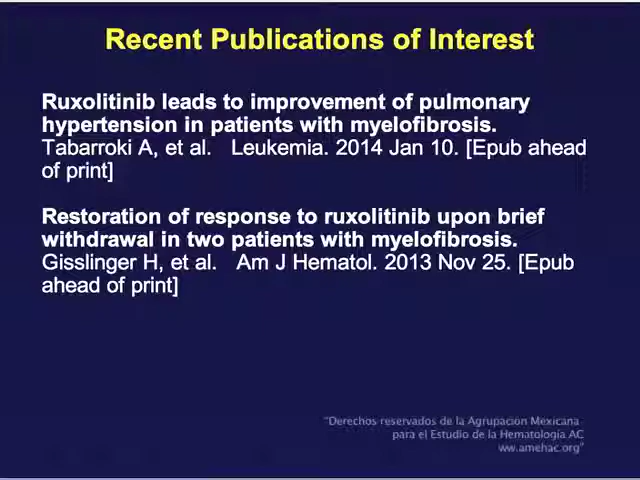 Recent Publications of Interest
Ruxolitinib leads to improvement of pulmonary
hypertension in patients with myelofibrosis.
Tabarroki A, et al. Leukemia. 2014 Jan 10. [Epub ahead
of print]
Restoration of response to ruxolitinib upon brief
withdrawal in two patients with myelofibrosis.
Gisslinger H, et al. Am J Hematol. 2013 Nov 25. [Epub
ahead of print]
"Derechos reservados de la Agrupación Mexicana
para el Estudio de la Hematología AC
ww.amehac.org"